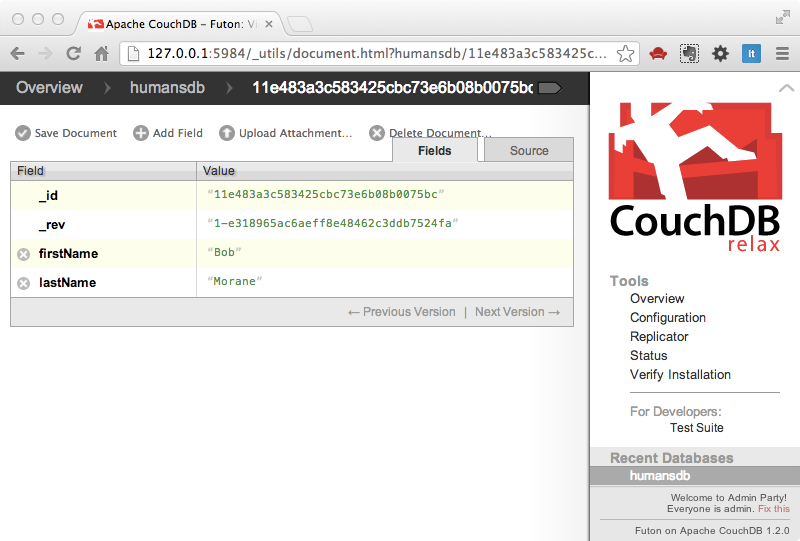 Apache CouchDB – Futon: Vi
127.0.0.1:5984/_utils/document.html?humansdb/11e483a3c583425cbc73e6b08b0075c...
It
Overview humansdb 11e483a3c583425cbc73e6b08b0075bc
Save Document Add Field Upload Attachment... Delete Document...
Fields Source
Field Value
_id "11e483a3c583425cbc73e6b08b0075bc"
_rev "1-e318965ac6aeff8e48462c3ddb7524fa"
firstName "Bob"
lastName "Morane"
← Previous Version | Next Version →
CouchDB
relax
Tools
Overview
Configuration
Replicator
Status
Verify Installation
For Developers:
Test Suite
Recent Databases
humansdb
Welcome to Admin Party!
Everyone is admin. Fix this
Futon on Apache CouchDB 1.2.0